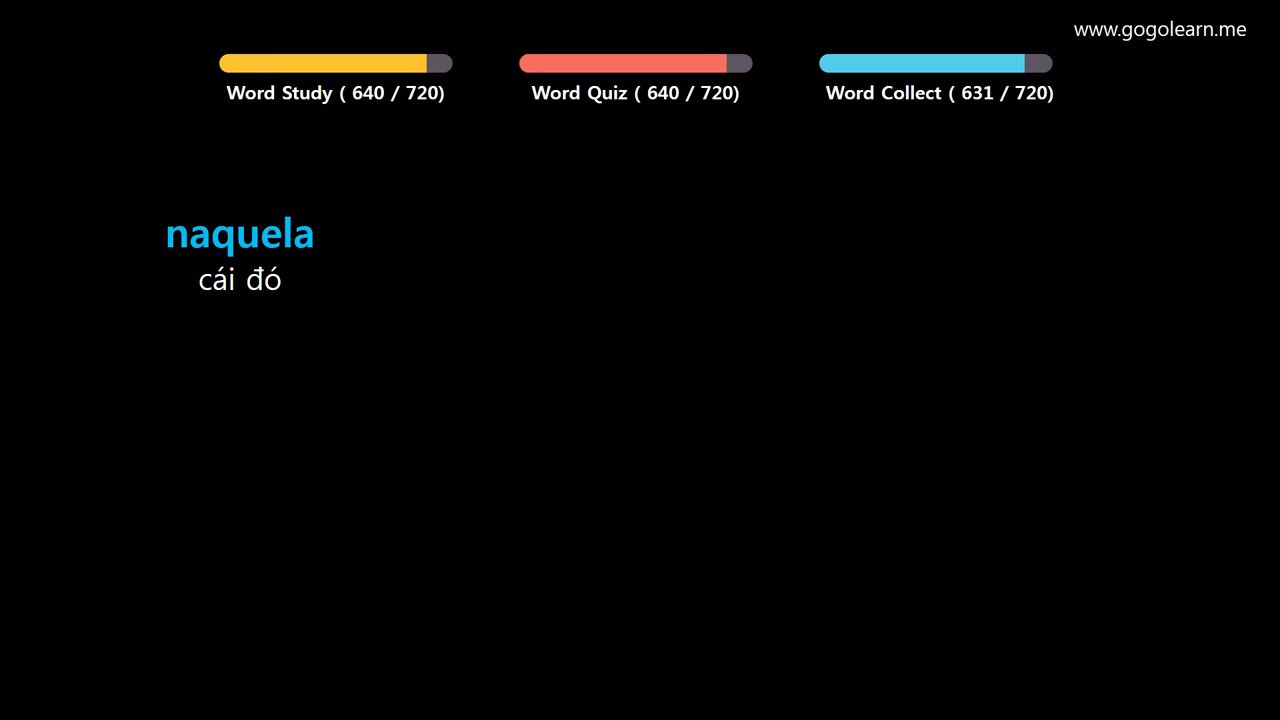 www.gogolearn.me
Word Study ( 640 / 720)
Word Quiz ( 640 / 720)
Word Collect ( 631 / 720)
naquela
cái đó